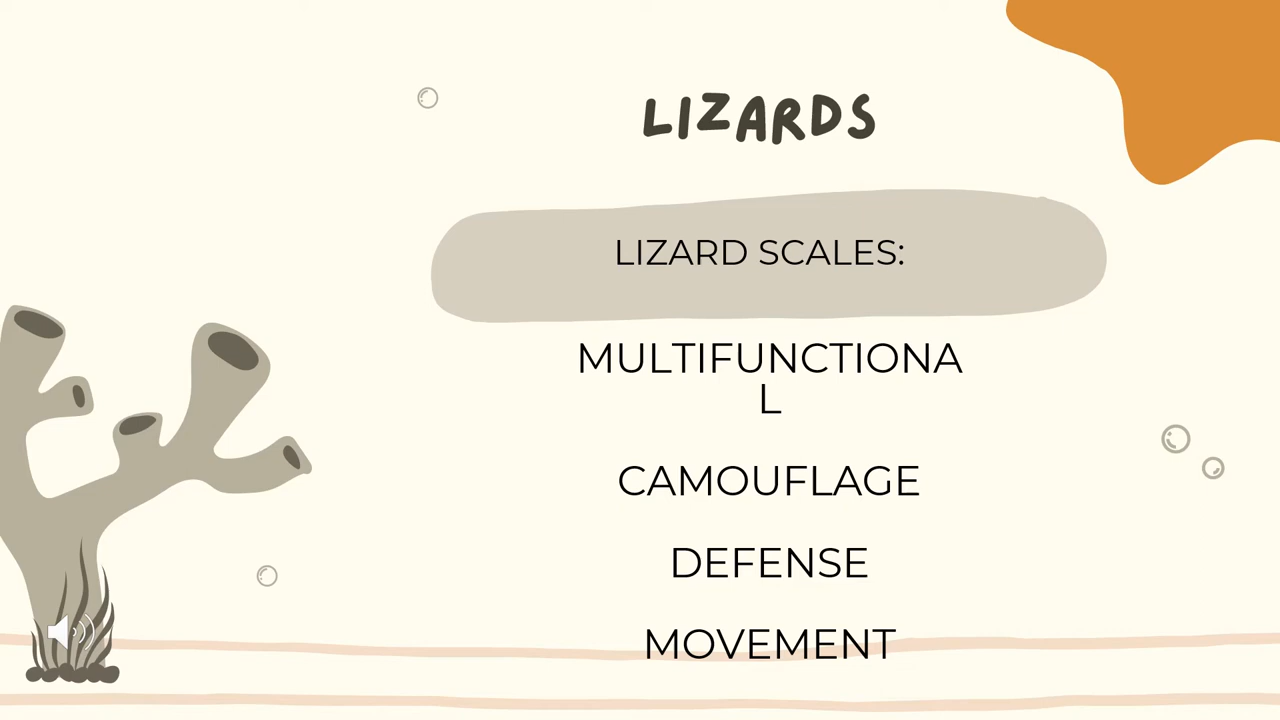 LIZARDS
LIZARD SCALES:
MULTIFUNCTIONA
L
CAMOUFLAGE
DEFENSE
MOVEMENT